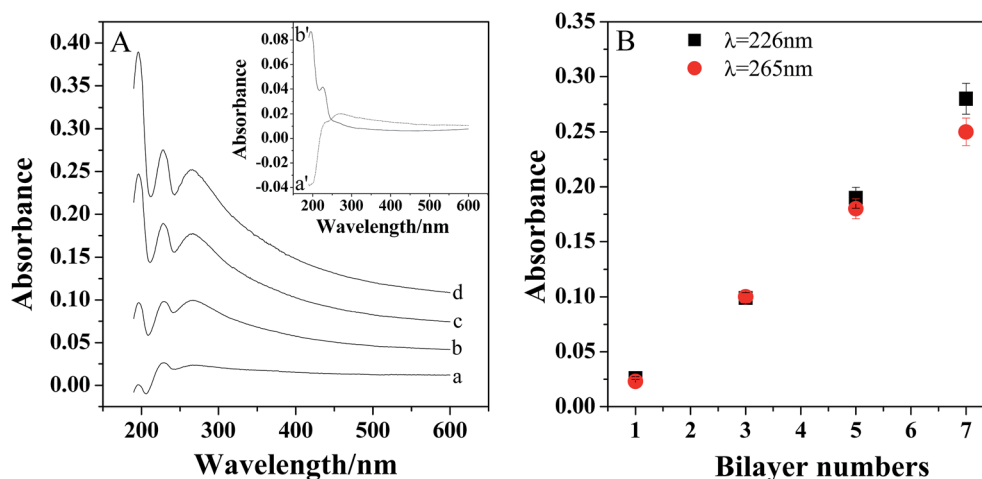 A
0.40
0.35
0.30
0.25
0.20
0.15
0.10
0.05
0.00
Absorbance
200 300 400 500 600
Wavelength/nm
d
c
b
a
b'
0.08
0.06
0.04
0.02
0.00
-0.02
-0.04
a'
Absorbance
200 300 400 500 600
Wavelength/nm
B
λ=226nm
λ=265nm
0.35
0.30
0.25
0.20
0.15
0.10
0.05
0.00
Absorbance
1 2 3 4 5 6 7
Bilayer numbers